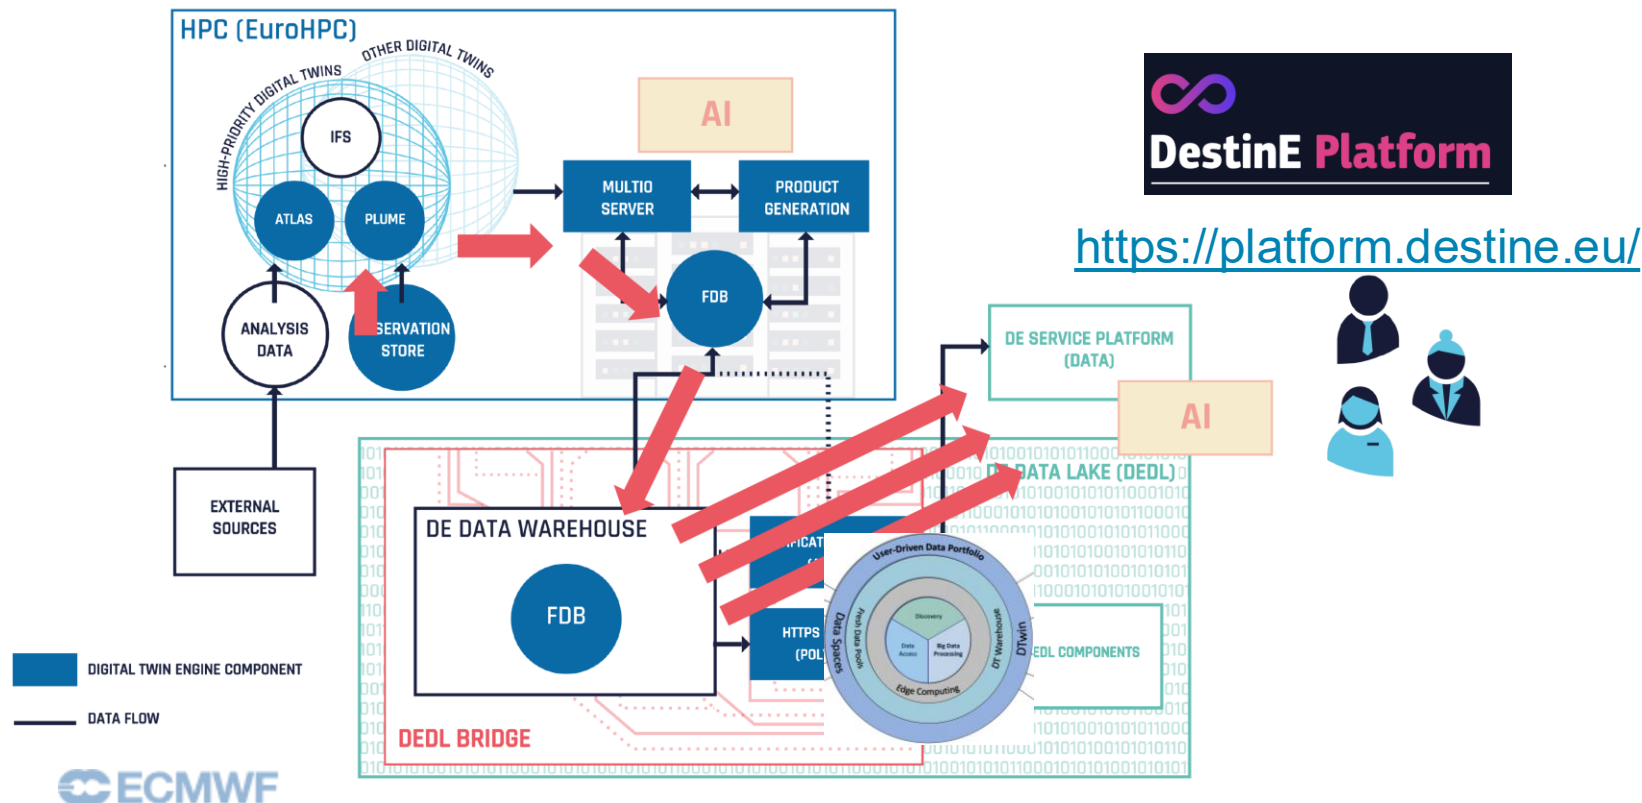 HPC (EuroHPC)
OTHER DIGITAL TWINS
HIGH-PRIORITY DIGITAL TWINS
IFS
ATLAS
PLUME
AI
MULTIO
SERVER
PRODUCT
GENERATION
FDB
ANALYSIS
DATA
STORE
EXTERNAL
SOURCES
DestinE Platform
https://platform.destine.eu/
DE SERVICE PLATFORM
(DATA)
AI
DATA LAKE (DEDL)
DE DATA WAREHOUSE
FDB
HTTPS
User-Driven Data Portfolio
Data Spaces
DTwin
Fresh Data Pools
DT Warehouse
Edge Computing
Discovery
Data
Access
Big Data
Processing
COMPONENTS
DEDL BRIDGE
DIGITAL TWIN ENGINE COMPONENT
DATA FLOW
ECMWF